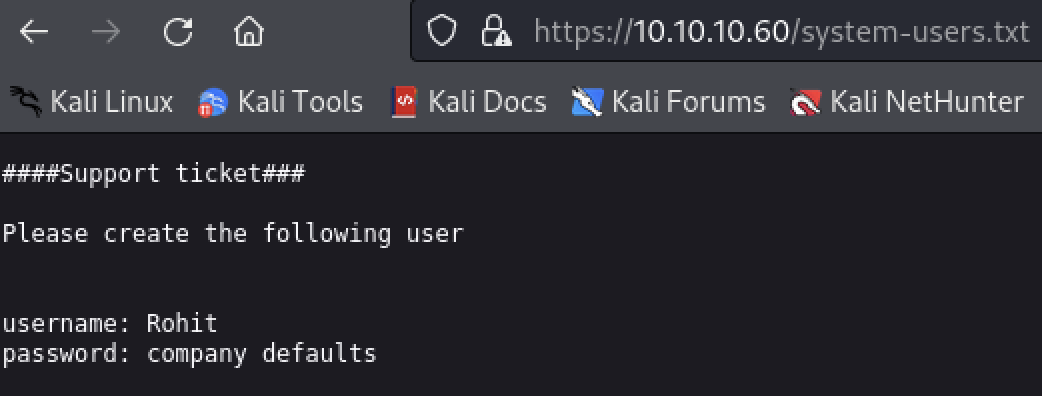 https://10.10.10.60/system-users.txt
Kali Linux Kali Tools Kali Docs Kali Forums Kali NetHunter
####Support ticket###
Please create the following user
username: Rohit
password: company defaults